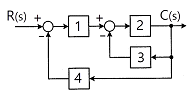 R(s) + 1 + 2 C(s)
− −
3
4